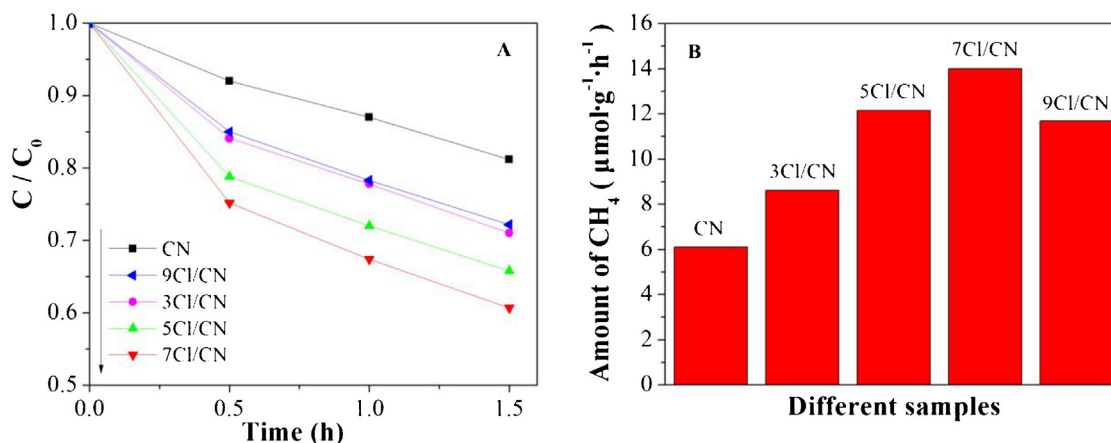 A
C / C0
1.0
0.9
0.8
0.7
0.6
0.5
CN
9Cl/CN
3Cl/CN
5Cl/CN
7Cl/CN
0.0 0.5 1.0 1.5
Time (h)
B
Amount of CH4 ( μmol·g-1·h-1)
16
14
12
10
8
6
4
2
0
CN
3Cl/CN
5Cl/CN
7Cl/CN
9Cl/CN
Different samples